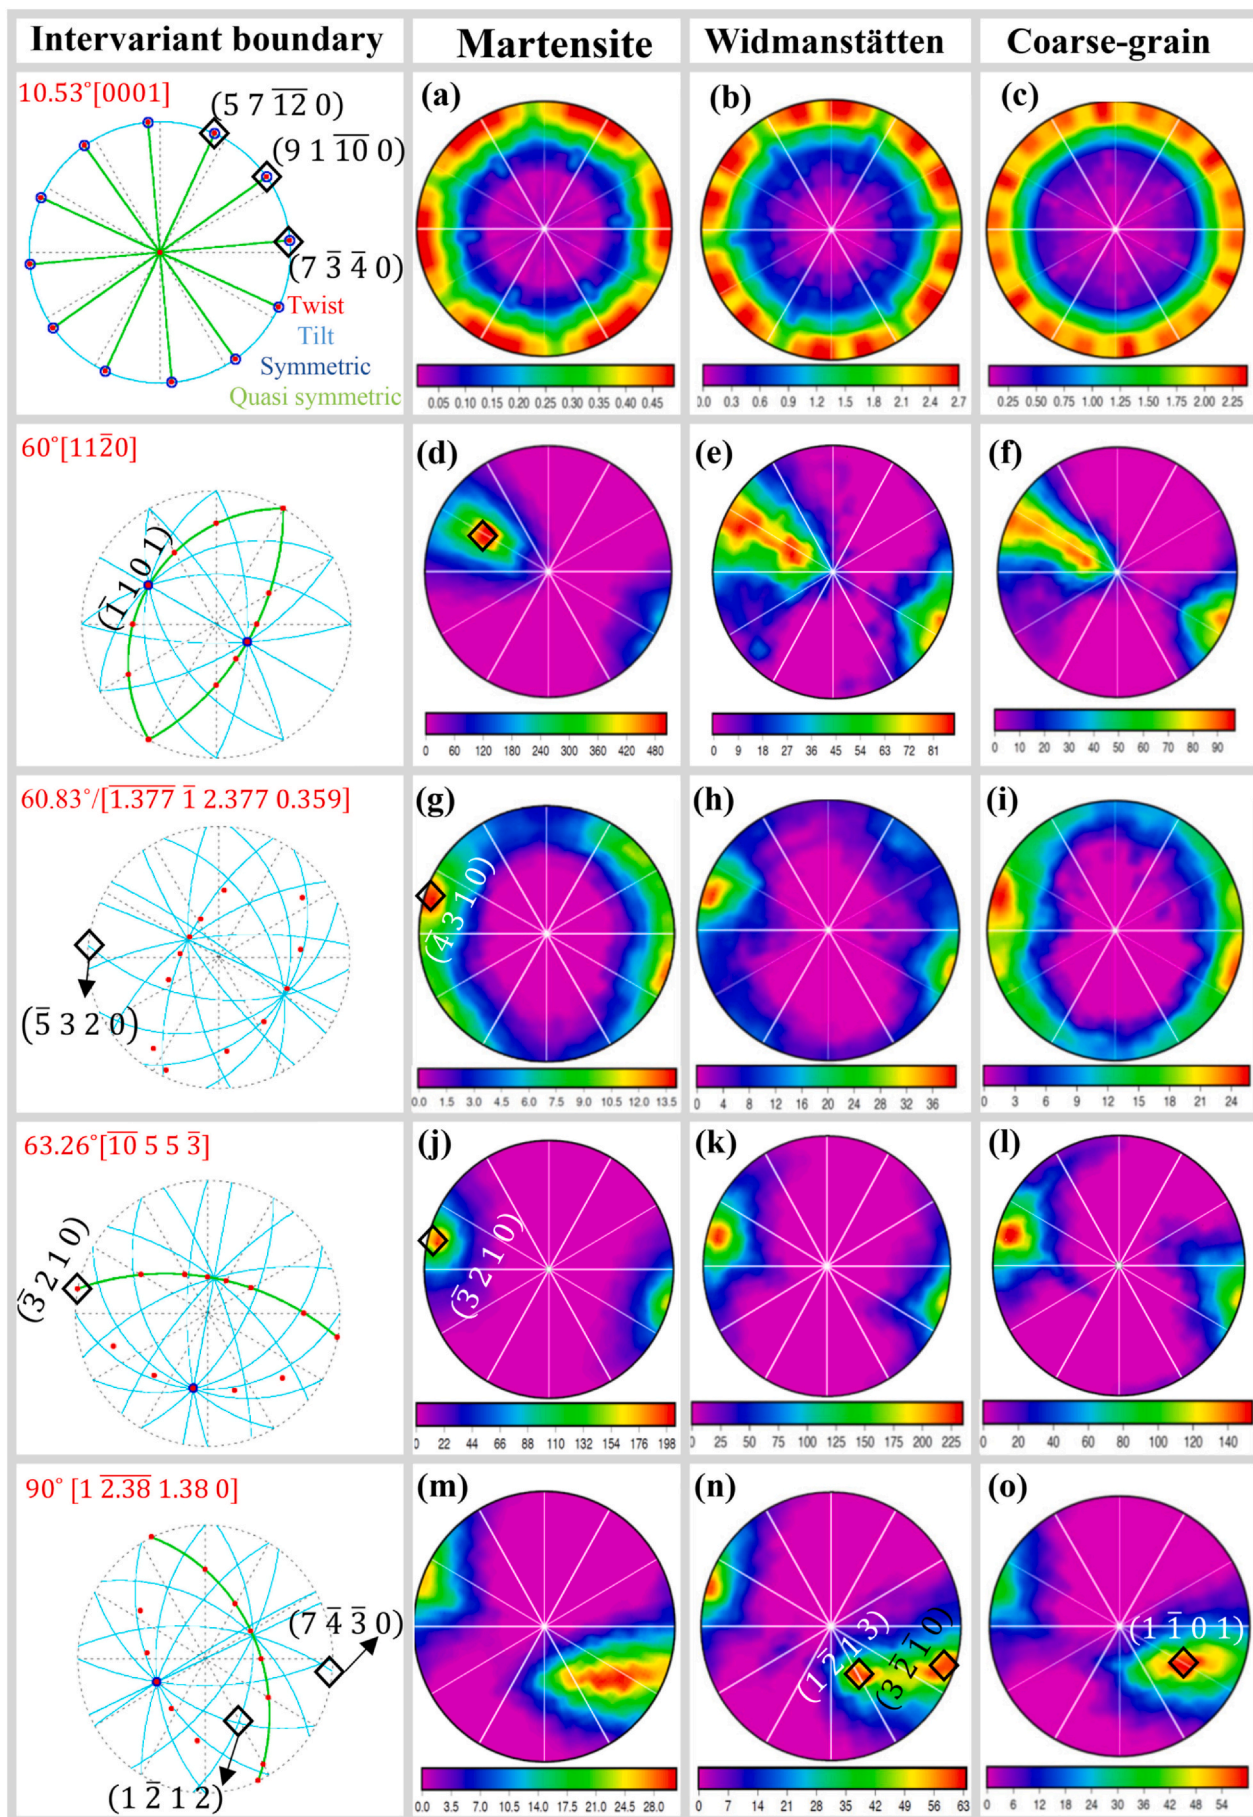 Intervariant boundary Martensite Widmanstätten Coarse-grain
10.53°[0001]
(5 7 1̅2̅ 0)
(9 1 1̅0̅ 0)
(7 3̅ 4̅ 0)
Twist
Tilt
Symmetric
Quasi symmetric
(a)
0.05 0.10 0.15 0.20 0.25 0.30 0.35 0.40 0.45
(b)
0.0 0.3 0.6 0.9 1.2 1.4 1.8 2.1 2.4 2.7
(c)
0.25 0.50 0.75 1.00 1.25 1.50 1.75 2.00 2.25
60°[112̅0]
(1̅ 1 0 1)
(d)
0 60 120 180 240 300 360 420 480
(e)
0 9 18 27 36 45 54 63 72 81
(f)
0 10 20 30 40 50 60 70 80 90
60.83°/[1̅.̅3̅7̅7̅ 1̅ 2.377 0.359]
(5̅ 3 2 0)
(g)
(4̅ 3 1 0)
0.0 1.5 3.0 4.5 6.0 7.5 9.0 10.5 12.0 13.5
(h)
0 4 8 12 16 20 24 28 32 36
(i)
0 3 6 9 12 15 18 21 24
63.26°[1̅0̅ 5 5 3̅]
(3̅ 2 1 0)
(j)
(3̅ 2 1 0)
0 22 44 66 88 110 132 154 176 198
(k)
0 25 50 75 100 125 150 175 200 225
(l)
0 20 40 60 80 100 120 140
90° [1 2̅.̅3̅8̅ 1.38 0]
(7 4̅ 3̅ 0)
(1 2̅ 1 2)
(m)
0.0 3.5 7.0 10.5 14.0 17.5 21.0 24.5 28.0
(n)
(1 2̅ 1 3)
(3 2̅ 1̅ 0)
0 7 14 21 28 35 42 49 56 63
(o)
(1 1̅ 0 1)
0 6 12 18 24 30 36 42 48 54